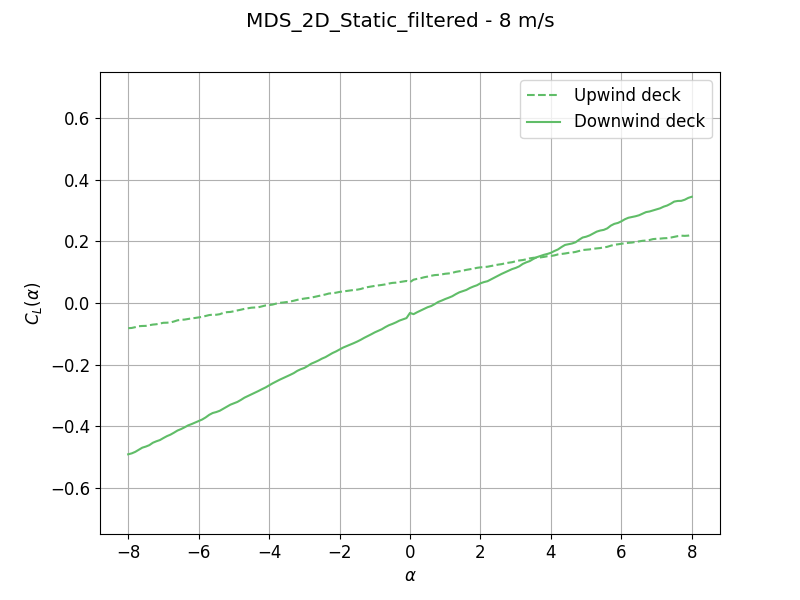 MDS_2D_Static_filtered - 8 m/s
Upwind deck
Downwind deck
0.6
0.4
0.2
0.0
−0.2
−0.4
−0.6
C_L(α)
−8 −6 −4 −2 0 2 4 6 8
α